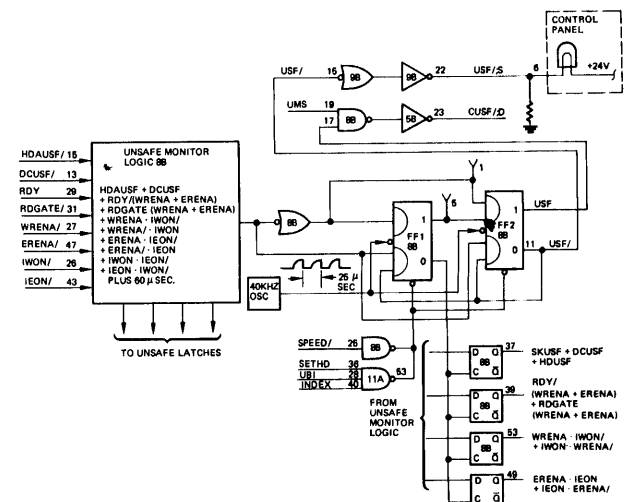 CONTROL
PANEL
6
+24V
USF/
15
9B
9B
22
USF/;S
UMS
19
17
8B
5B
23
CUSF/;D
UNSAFE MONITOR
LOGIC 8B
HDAUSF/ 15
DCUSF/ 13
RDY 29
RDGATE/ 31
WRENA/ 27
ERENA/ 47
IWON/ 26
IEON/ 43
HDAUSF + DCUSF
+ RDY/(WRENA + ERENA)
+ RDGATE (WRENA + ERENA)
+ WRENA · IWON/
+ WRENA/ · IWON
+ ERENA · IEON/
+ ERENA/ · IEON
+ IWON · IEON/
+ IEON · IWON/
PLUS 60 µ SEC.
TO UNSAFE LATCHES
8B
1
5
1
FF1
8B
0
1
FF2
8B
0
USF
11
USF/
40KHZ
OSC
25 µ
SEC
SPEED/ 25
8B
SETHD 36
UBI 28
INDEX 40
11A
53
FROM
UNSAFE
MONITOR
LOGIC
D Q
8B
C Q̅
37
SKUSF + DCUSF
+ HDUSF
D Q
8B
C Q̅
39
RDY/
(WRENA + ERENA)
+ RDGATE
(WRENA + ERENA)
D Q
8B
C Q̅
53
WRENA · IWON/
+ IWON · WRENA/
D Q
8B
C Q̅
49
ERENA · IEON
+ IEON · ERENA/